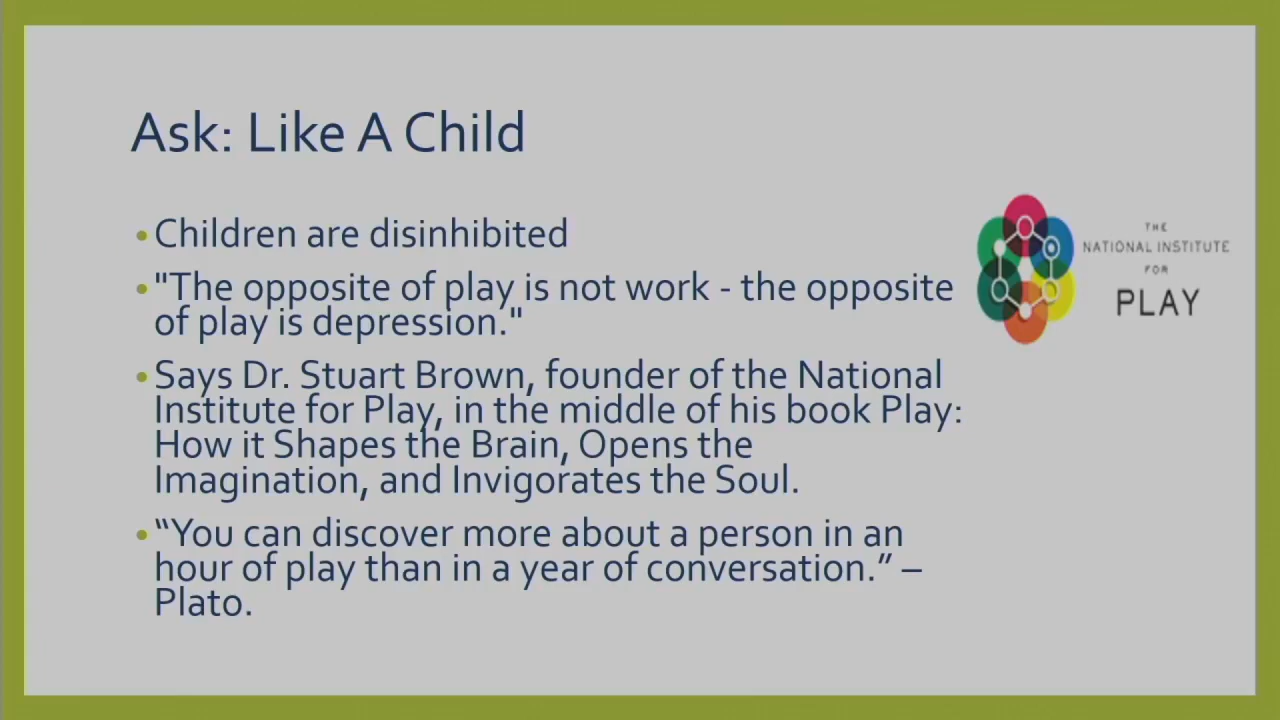 Ask: Like A Child
•Children are disinhibited
•"The opposite of play is not work - the opposite
of play is depression."
•Says Dr. Stuart Brown, founder of the National
Institute for Play, in the middle of his book Play:
How it Shapes the Brain, Opens the
Imagination, and Invigorates the Soul.
•“You can discover more about a person in an
hour of play than in a year of conversation.” –
Plato.
THE
NATIONAL INSTITUTE
FOR
PLAY